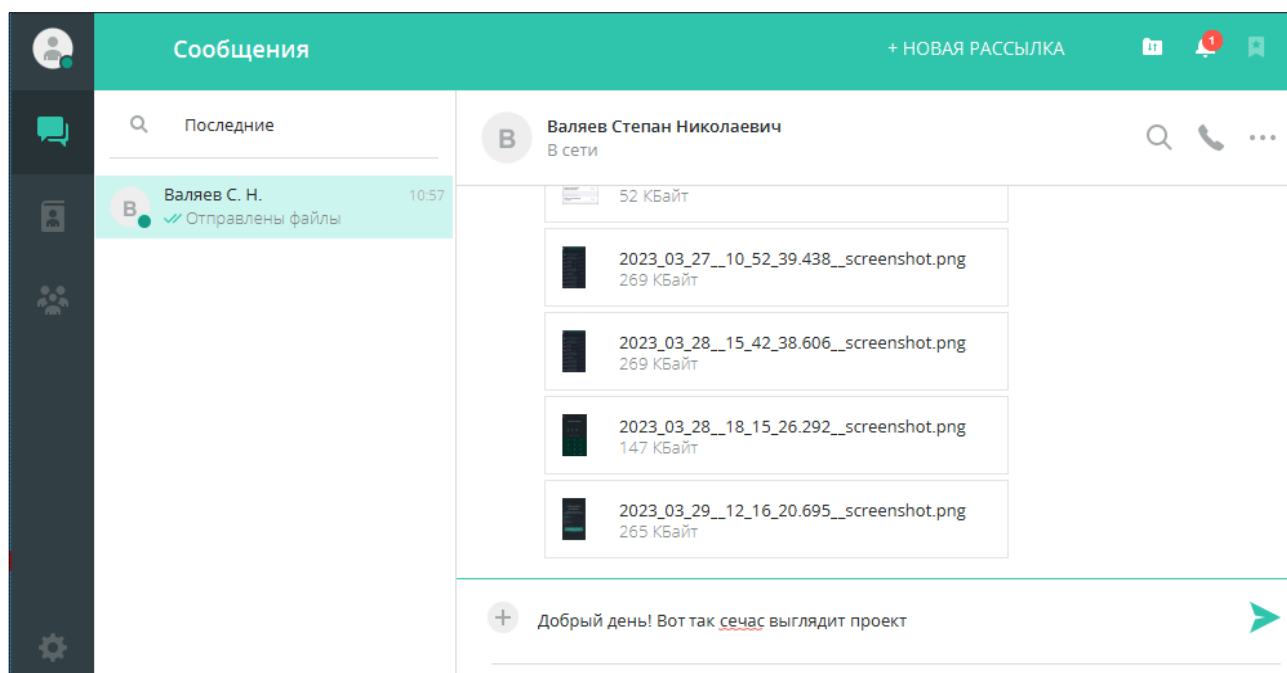 Сообщения
+ НОВАЯ РАССЫЛКА
1
Последние
В
Валяев С. Н.
10:57
Отправлены файлы
В
Валяев Степан Николаевич
В сети
52 КБайт
2023_03_27__10_52_39.438__screenshot.png
269 КБайт
2023_03_28__15_42_38.606__screenshot.png
269 КБайт
2023_03_28__18_15_26.292__screenshot.png
147 КБайт
2023_03_29__12_16_20.695__screenshot.png
265 КБайт
Добрый день! Вот так сечас выглядит проект